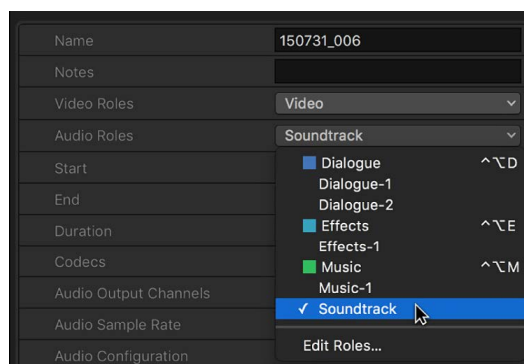 Name 150731_006
Notes
Video Roles Video
Audio Roles Soundtrack
Start
End
Duration
Codecs
Audio Output Channels
Audio Sample Rate
Audio Configuration
Dialogue ^⌥D
Dialogue-1
Dialogue-2
Effects ^⌥E
Effects-1
Music ^⌥M
Music-1
✓ Soundtrack
Edit Roles...